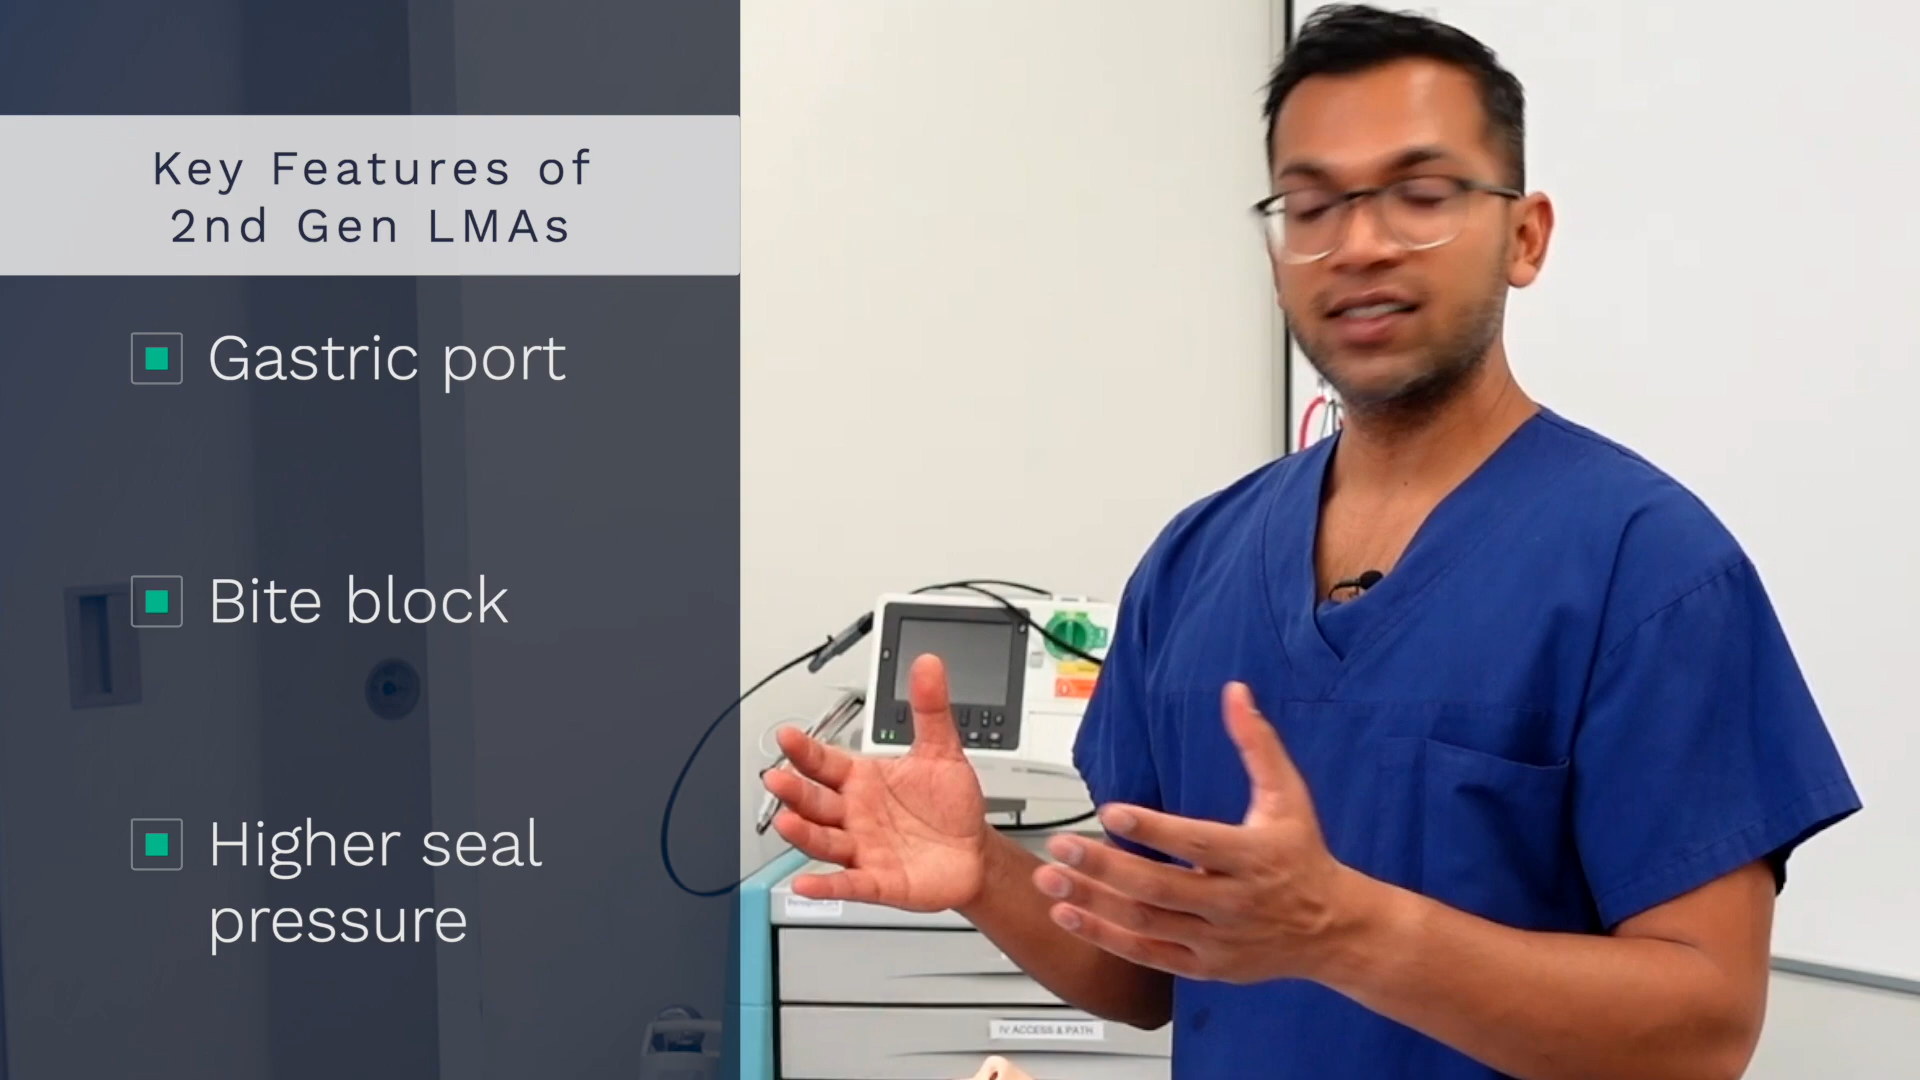 Key Features of
2nd Gen LMAs
Gastric port
Bite block
Higher seal
pressure
IV ACCESS & PATH